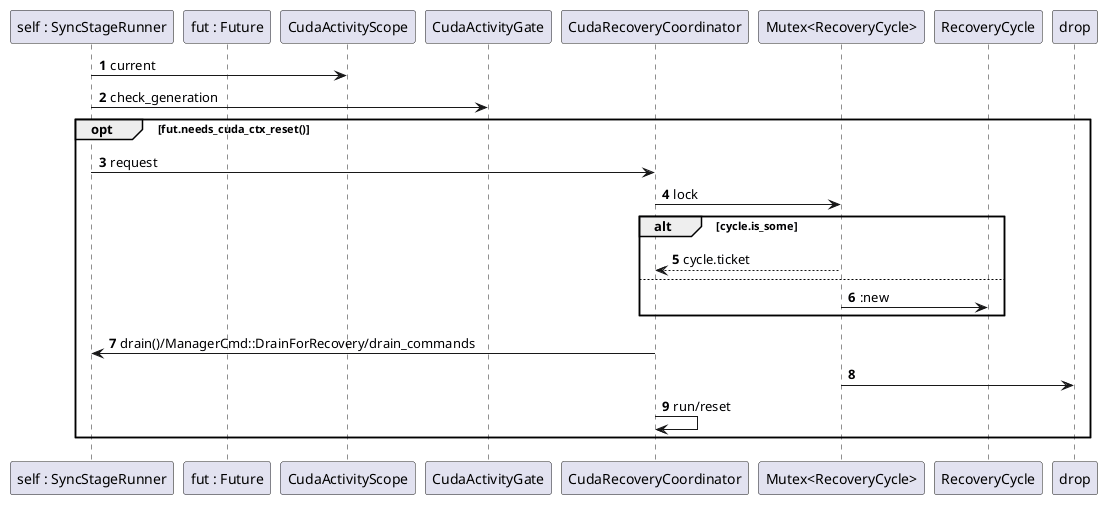 self : SyncStageRunner fut : Future CudaActivityScope CudaActivityGate CudaRecoveryCoordinator Mutex<RecoveryCycle> RecoveryCycle drop
1 current
2 check_generation
opt [fut.needs_cuda_ctx_reset()]
3 request
4 lock
alt [cycle.is_some]
5 cycle.ticket
6 :new
7 drain()/ManagerCmd::DrainForRecovery/drain_commands
8
9 run/reset
self : SyncStageRunner fut : Future CudaActivityScope CudaActivityGate CudaRecoveryCoordinator Mutex<RecoveryCycle> RecoveryCycle drop